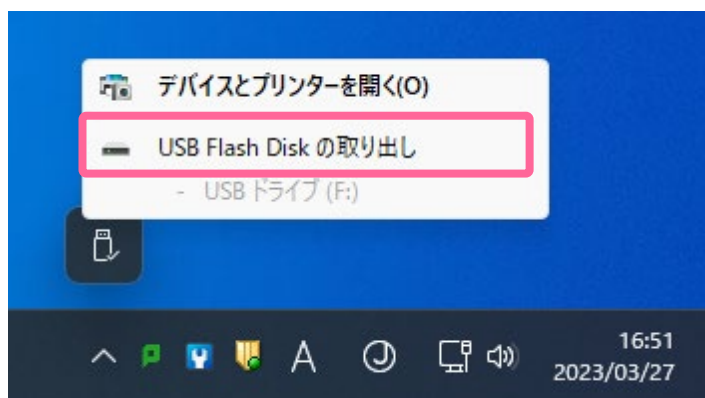 デバイスとプリンターを開く(O)
USB Flash Disk の取り出し
- USB ドライブ (F:)
A
16:51
2023/03/27